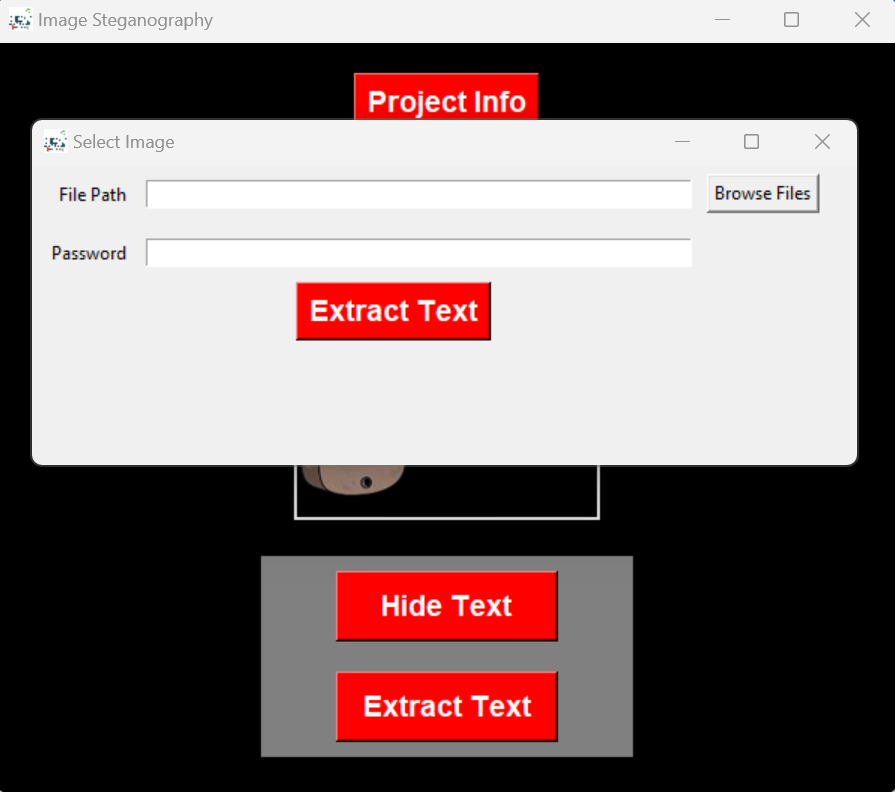 Image Steganography
Project Info
Select Image
File Path
Browse Files
Password
Extract Text
Hide Text
Extract Text